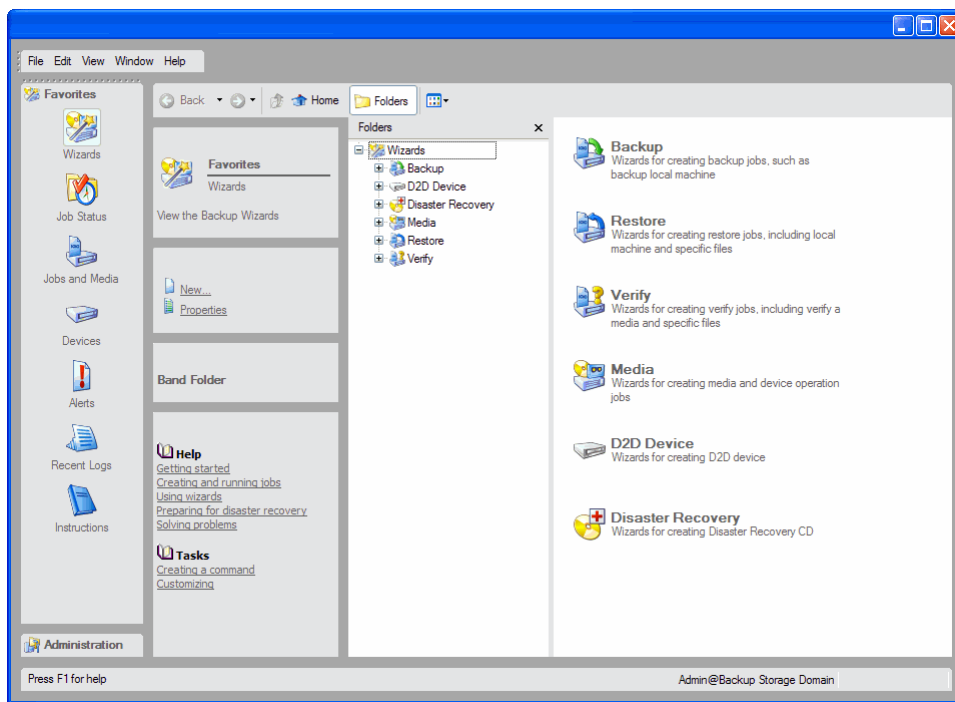 File Edit View Window Help
Favorites
Wizards
Job Status
Jobs and Media
Devices
Alerts
Recent Logs
Instructions
Administration
Back
Home
Folders
Favorites
Wizards
View the Backup Wizards
New...
Properties
Band Folder
Help
Getting started
Creating and running jobs
Using wizards
Preparing for disaster recovery
Solving problems
Tasks
Creating a command
Customizing
Folders
Wizards
Backup
D2D Device
Disaster Recovery
Media
Restore
Verify
Backup
Wizards for creating backup jobs, such as
backup local machine
Restore
Wizards for creating restore jobs, including local
machine and specific files
Verify
Wizards for creating verify jobs, including verify a
media and specific files
Media
Wizards for creating media and device operation
jobs
D2D Device
Wizards for creating D2D device
Disaster Recovery
Wizards for creating Disaster Recovery CD
Press F1 for help
Admin@Backup Storage Domain